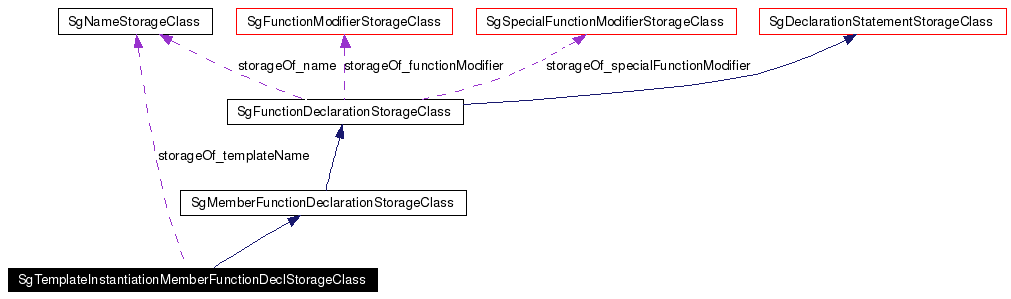 SgNameStorageClass
SgFunctionModifierStorageClass
SgSpecialFunctionModifierStorageClass
SgDeclarationStatementStorageClass
storageOf_name
storageOf_functionModifier
storageOf_specialFunctionModifier
SgFunctionDeclarationStorageClass
storageOf_templateName
SgMemberFunctionDeclarationStorageClass
SgTemplateInstantiationMemberFunctionDeclStorageClass